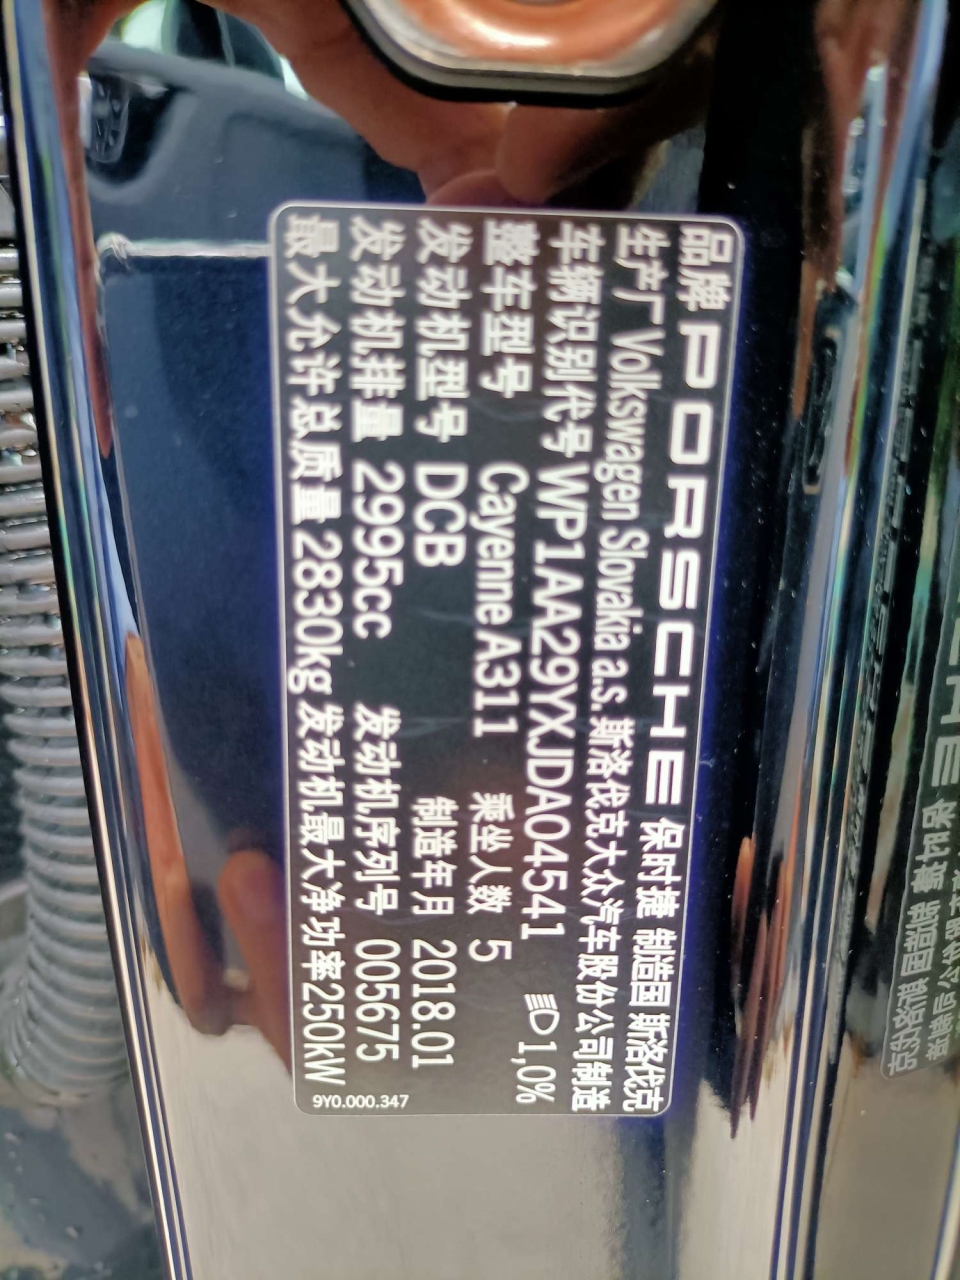 品牌 PORSCHE 保时捷 制造国 斯洛伐克
生产厂 Volkswagen Slovakia a.s. 斯洛伐克大众汽车股份公司制造
车辆识别代号 WP1AA29YXJDA04541 1,0%
整车型号 Cayenne A311 乘坐人数 5
发动机型号 DCB 制造年月 2018.01
发动机排量 2995cc 发动机序列号 005675
最大允许总质量 2830kg 发动机最大净功率250kW
9Y0.000.347